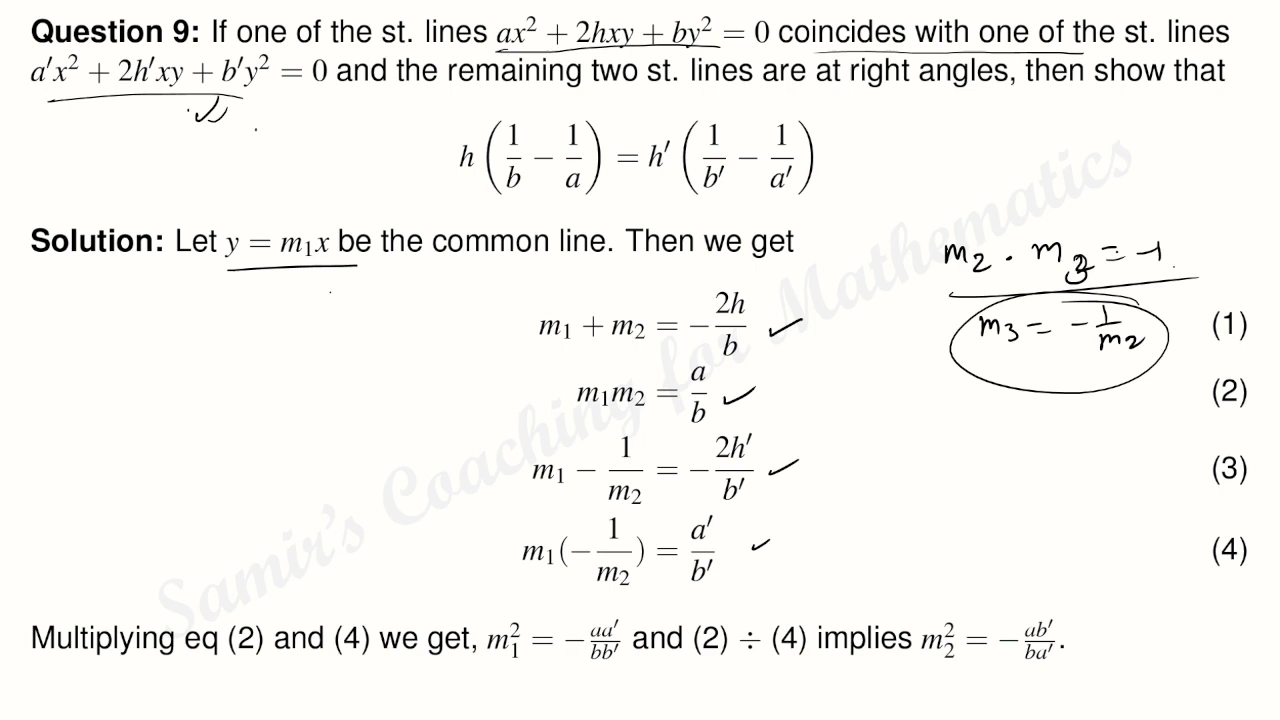 Question 9: If one of the st. lines ax² + 2hxy + by² = 0 coincides with one of the st. lines
a′x² + 2h′xy + b′y² = 0 and the remaining two st. lines are at right angles, then show that
h (1/b − 1/a) = h′ (1/b′ − 1/a′)
Solution: Let y = m₁x be the common line. Then we get
m₂ · m₃ = −1
m₁ + m₂ = −2h/b (1)
m₃ = −1/m₂
m₁m₂ = a/b (2)
m₁ − 1/m₂ = −2h′/b′ (3)
m₁(−1/m₂) = a′/b′ (4)
Multiplying eq (2) and (4) we get, m₁² = −aa′/bb′ and (2) ÷ (4) implies m₂² = −ab′/ba′.
Samir's Coaching for Mathematics